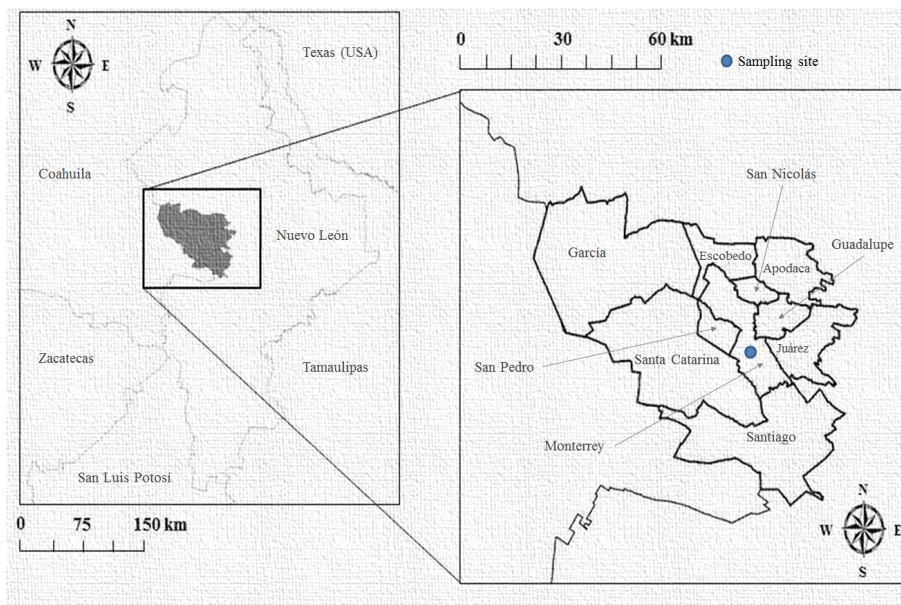 N
W E
S
Texas (USA)
Coahuila
Nuevo León
Zacatecas
Tamaulipas
San Luis Potosí
0 75 150 km
0 30 60 km
Sampling site
San Nicolás
Guadalupe
García
Escobedo
Apodaca
San Pedro
Santa Catarina
Juárez
Monterrey
Santiago
N
W E
S